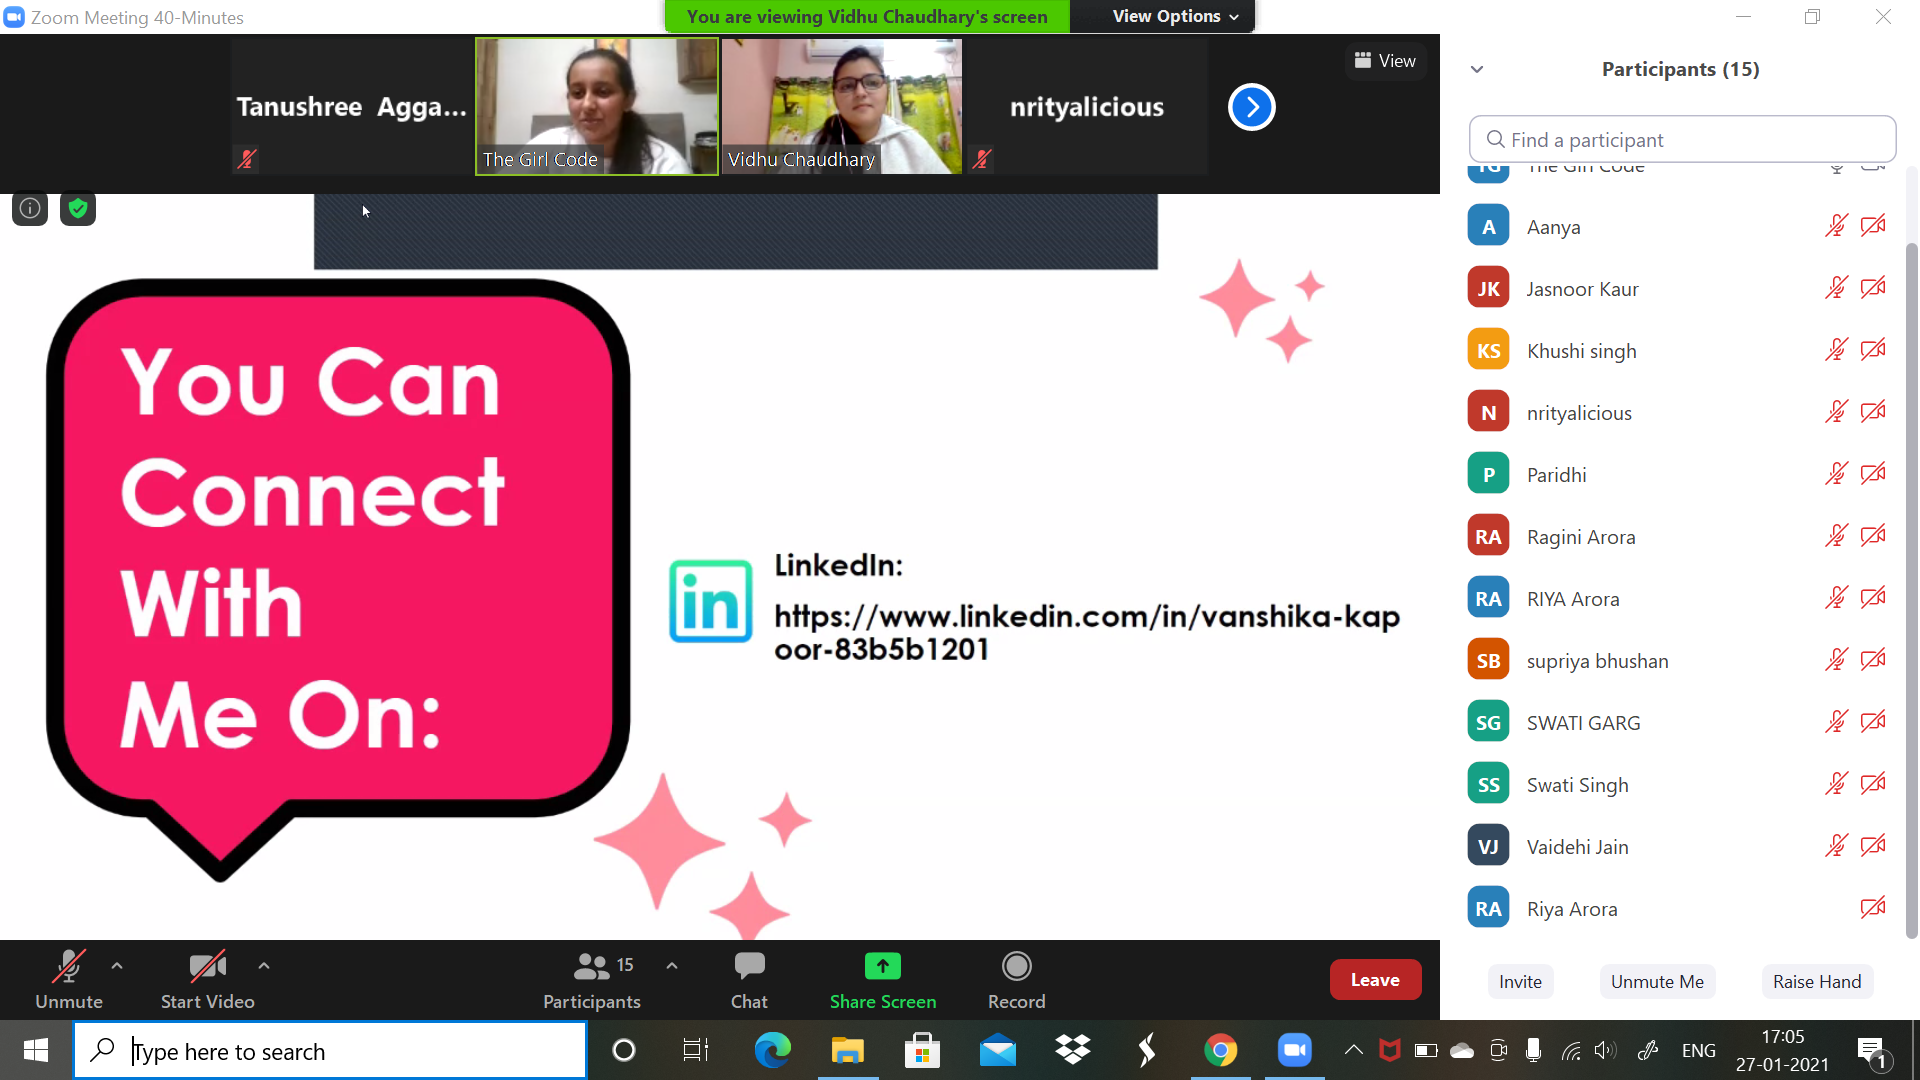 Zoom Meeting 40-Minutes
You are viewing Vidhu Chaudhary's screen
View Options
Tanushree Agga...
The Girl Code
Vidhu Chaudhary
nrityalicious
View
You Can
Connect
With
Me On:
in
LinkedIn:
https://www.linkedin.com/in/vanshika-kap
oor-83b5b1201
Participants (15)
Find a participant
TG The Girl Code
A Aanya
JK Jasnoor Kaur
KS Khushi singh
N nrityalicious
P Paridhi
RA Ragini Arora
RA RIYA Arora
SB supriya bhushan
SG SWATI GARG
SS Swati Singh
VJ Vaidehi Jain
RA Riya Arora
Invite
Unmute Me
Raise Hand
Unmute
Start Video
15
Participants
Chat
Share Screen
Record
Leave
Type here to search
ENG
17:05
27-01-2021
1